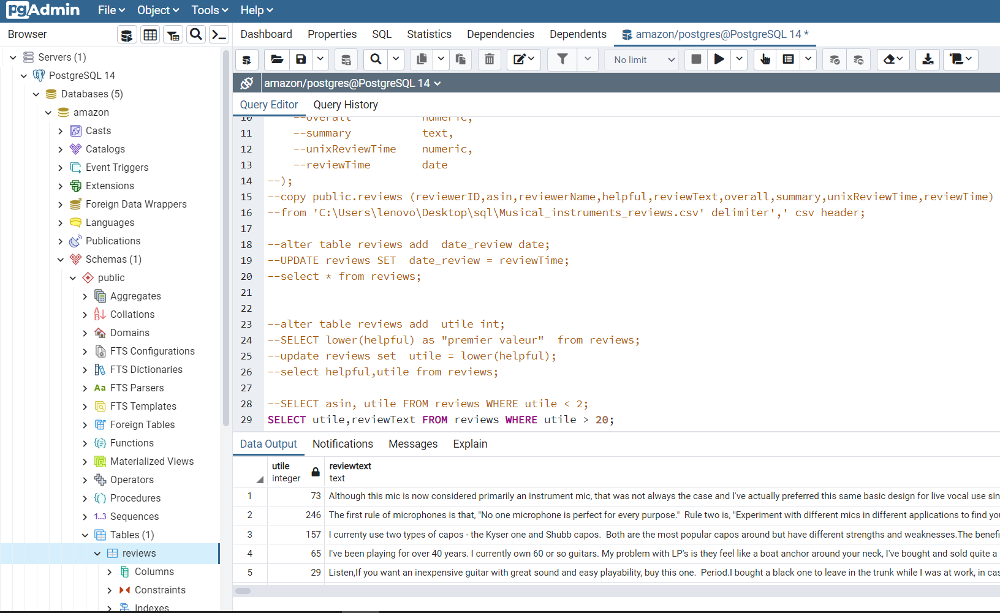 pgAdmin File Object Tools Help
Browser
Dashboard Properties SQL Statistics Dependencies Dependents amazon/postgres@PostgreSQL 14 *
Servers (1)
PostgreSQL 14
Databases (5)
amazon
Casts
Catalogs
Event Triggers
Extensions
Foreign Data Wrappers
Languages
Publications
Schemas (1)
public
Aggregates
Collations
Domains
FTS Configurations
FTS Dictionaries
Aa FTS Parsers
FTS Templates
Foreign Tables
Functions
Materialized Views
Operators
Procedures
1..3 Sequences
Tables (1)
reviews
Columns
Constraints
Indexes
No limit
amazon/postgres@PostgreSQL 14
Query Editor Query History
10 --overall numeric,
11 --summary text,
12 --unixReviewTime numeric,
13 --reviewTime date
14 --);
15 --copy public.reviews (reviewerID,asin,reviewerName,helpful,reviewText,overall,summary,unixReviewTime,reviewTime)
16 --from 'C:\Users\lenovo\Desktop\sql\Musical_instruments_reviews.csv' delimiter',' csv header;
17
18 --alter table reviews add  date_review date;
19 --UPDATE reviews SET  date_review = reviewTime;
20 --select * from reviews;
21
22
23 --alter table reviews add  utile int;
24 --SELECT lower(helpful) as "premier valeur"  from reviews;
25 --update reviews set  utile = lower(helpful);
26 --select helpful,utile from reviews;
27
28 --SELECT asin, utile FROM reviews WHERE utile < 2;
29 SELECT utile,reviewText FROM reviews WHERE utile > 20;
Data Output Notifications Messages Explain
utile reviewtext
integer text
1 73 Although this mic is now considered primarily an instrument mic, that was not always the case and I've actually preferred this same basic design for live vocal use sin
2 246 The first rule of microphones is that, "No one microphone is perfect for every purpose."  Rule two is, "Experiment with different mics in different applications to find you
3 157 I currenty use two types of capos - the Kyser one and Shubb capos.  Both are the most popular capos around but have different strengths and weaknesses.The benefi
4 65 I've been playing for over 40 years. I currently own 60 or so guitars. My problem with LP's is they feel like a boat anchor around your neck, I've bought and sold quite a
5 29 Listen,If you want an inexpensive guitar with great sound and easy playability, buy this one.  Period.I bought a black one to leave in the trunk while I was at work, in cas